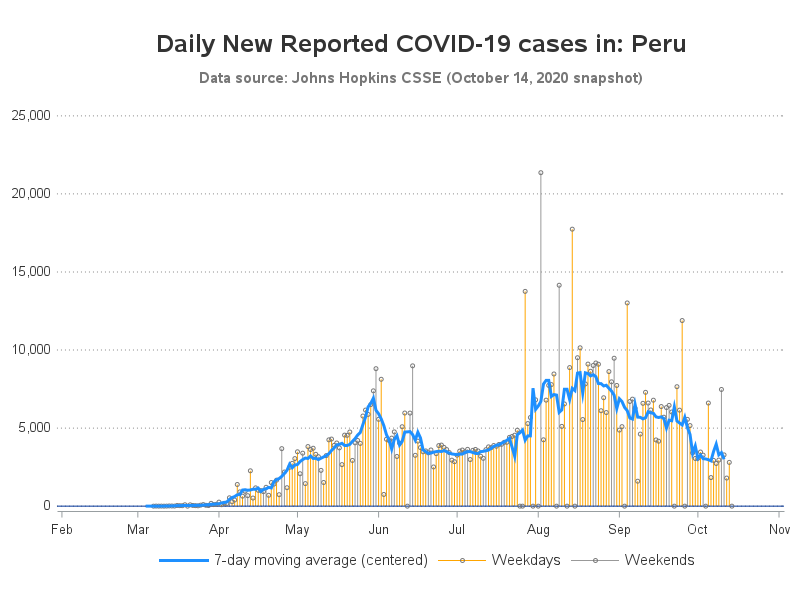 Daily New Reported COVID-19 cases in: Peru
Data source: Johns Hopkins CSSE (October 14, 2020 snapshot)
25,000
20,000
15,000
10,000
5,000
0
Feb Mar Apr May Jun Jul Aug Sep Oct Nov
7-day moving average (centered) Weekdays Weekends